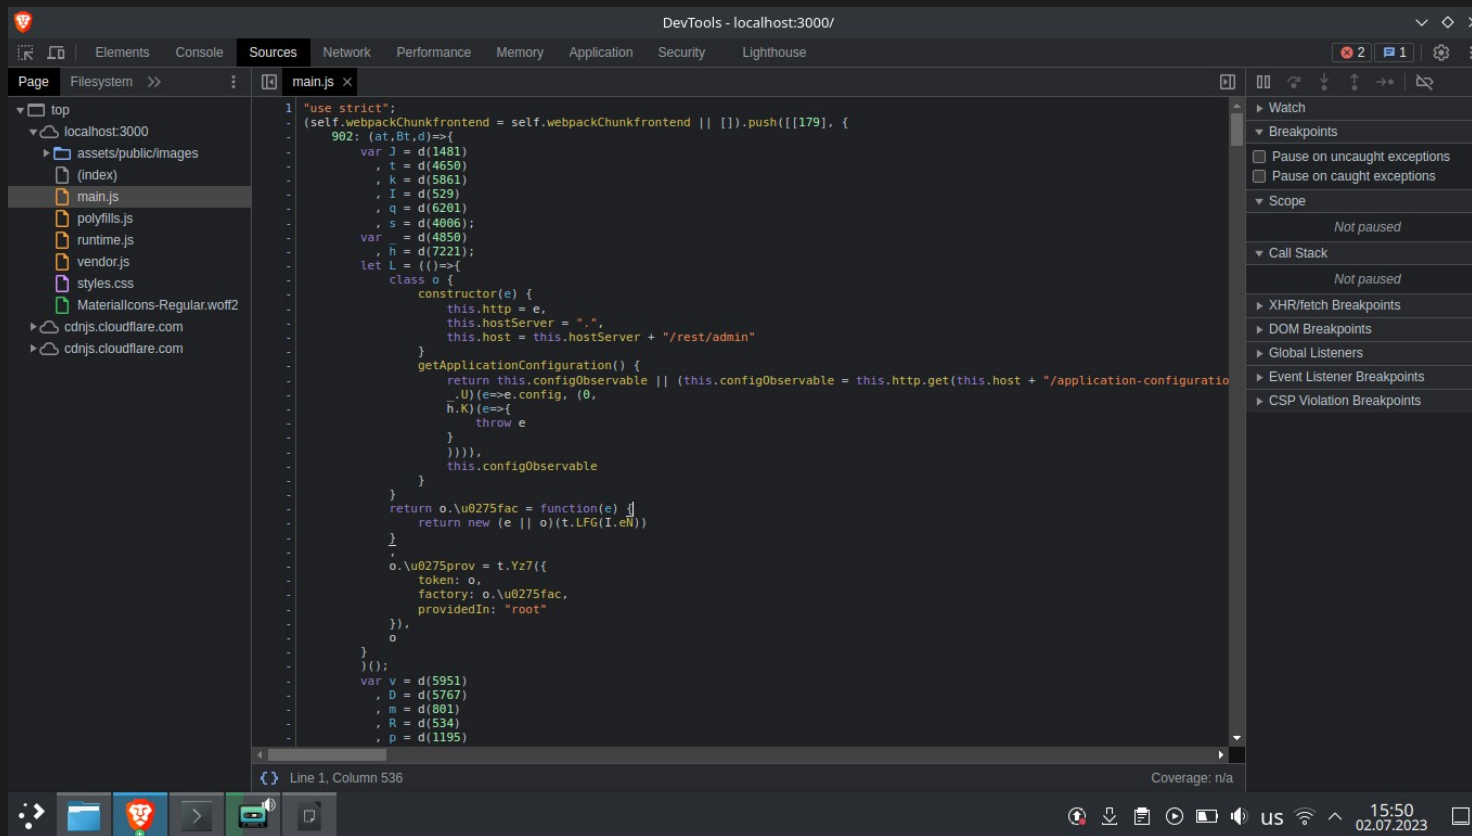 DevTools - localhost:3000/
Elements Console Sources Network Performance Memory Application Security Lighthouse 2 1
Page Filesystem main.js
top
localhost:3000
assets/public/images
(index)
main.js
polyfills.js
runtime.js
vendor.js
styles.css
MaterialIcons-Regular.woff2
cdnjs.cloudflare.com
cdnjs.cloudflare.com
1 "use strict";
- (self.webpackChunkfrontend = self.webpackChunkfrontend || []).push([[179], {
- 902: (at,Bt,d)=>{
- var J = d(1481)
- , t = d(4650)
- , k = d(5861)
- , I = d(529)
- , q = d(6201)
- , s = d(4006);
- var _ = d(4850)
- , h = d(7221);
- let L = (()=>{
- class o {
- constructor(e) {
- this.http = e,
- this.hostServer = ".",
- this.host = this.hostServer + "/rest/admin"
- }
- getApplicationConfiguration() {
- return this.configObservable || (this.configObservable = this.http.get(this.host + "/application-configuratio
- _.U)(e=>e.config, (0,
- h.K)(e=>{
- throw e
- }
- )))),
- this.configObservable
- }
- }
- return o.\u0275fac = function(e) {
- return new (e || o)(t.LFG(I.eN))
- }
- ,
- o.\u0275prov = t.Yz7({
- token: o,
- factory: o.\u0275fac,
- providedIn: "root"
- }),
- o
- }
- )();
- var v = d(5951)
- , D = d(5767)
- , m = d(801)
- , R = d(534)
- , p = d(1195)
{} Line 1, Column 536 Coverage: n/a
Watch
Breakpoints
Pause on uncaught exceptions
Pause on caught exceptions
Scope
Not paused
Call Stack
Not paused
XHR/fetch Breakpoints
DOM Breakpoints
Global Listeners
Event Listener Breakpoints
CSP Violation Breakpoints
us 15:50
02.07.2023